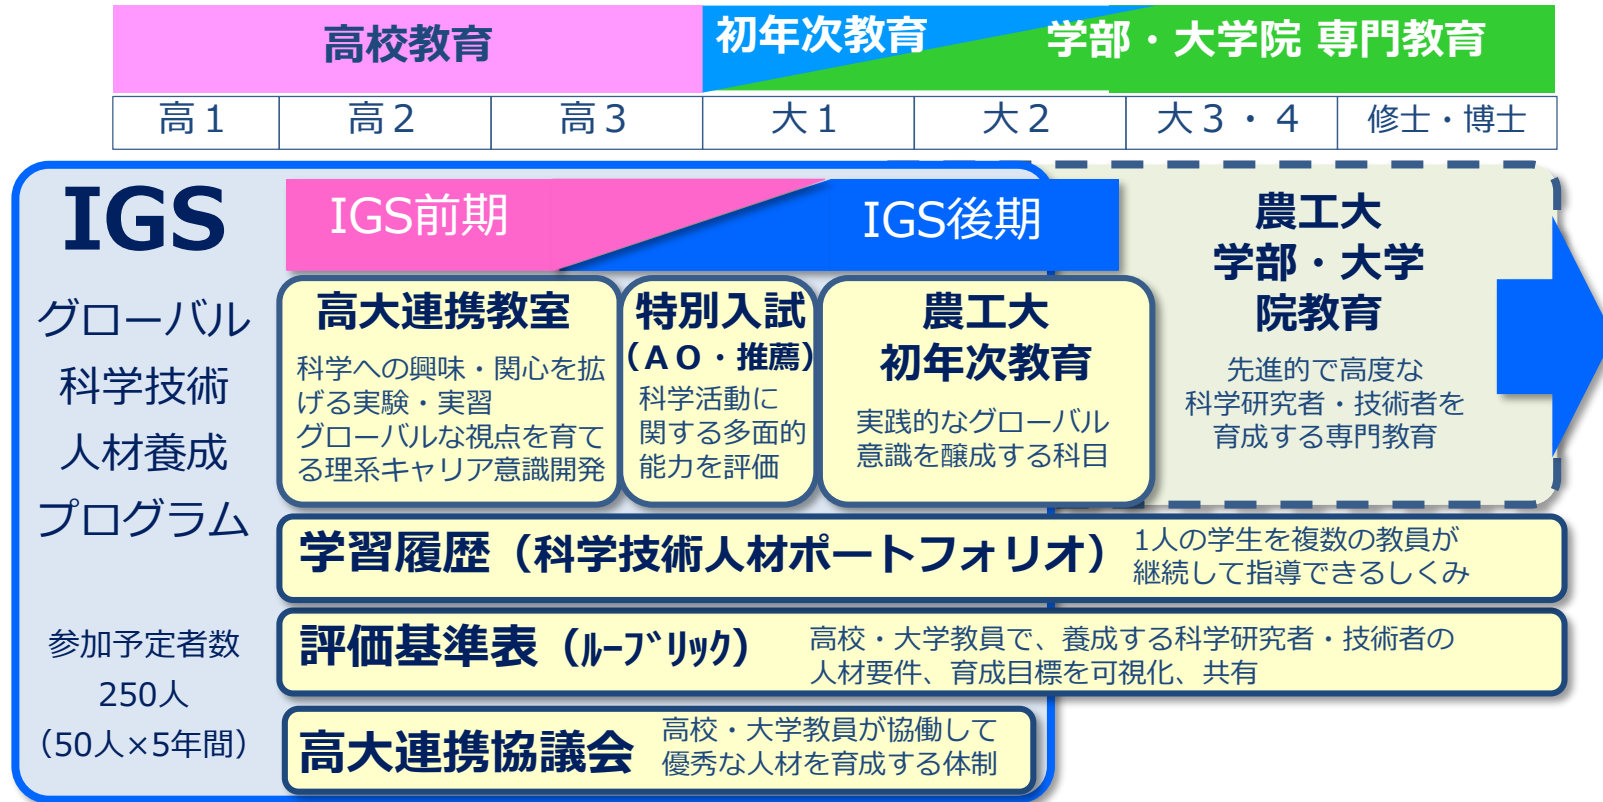 高校教育
初年次教育
学部・大学院 専門教育
高１
高２
高３
大１
大２
大３・４
修士・博士
IGS
グローバル
科学技術
人材養成
プログラム
参加予定者数
250人
（50人×5年間）
IGS前期
IGS後期
高大連携教室
科学への興味・関心を拡
げる実験・実習
グローバルな視点を育て
る理系キャリア意識開発
特別入試
（ＡＯ・推薦）
科学活動に
関する多面的
能力を評価
農工大
初年次教育
実践的なグローバル
意識を醸成する科目
農工大
学部・大学
院教育
先進的で高度な
科学研究者・技術者を
育成する専門教育
学習履歴（科学技術人材ポートフォリオ）
1人の学生を複数の教員が
継続して指導できるしくみ
評価基準表（ﾙｰﾌﾞﾘｯｸ）
高校・大学教員で、養成する科学研究者・技術者の
人材要件、育成目標を可視化、共有
高大連携協議会
高校・大学教員が協働して
優秀な人材を育成する体制